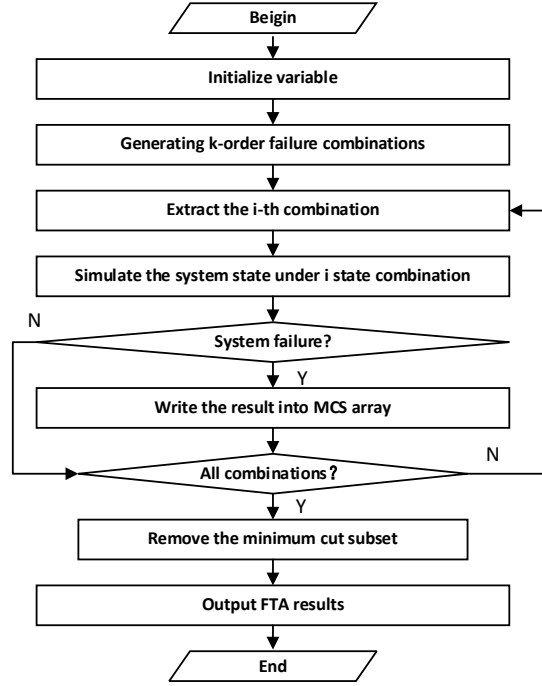 Beigin
Initialize variable
Generating k-order failure combinations
Extract the i-th combination
Simulate the system state under i state combination
N
System failure?
Y
Write the result into MCS array
All combinations？
N
Y
Remove the minimum cut subset
Output FTA results
End